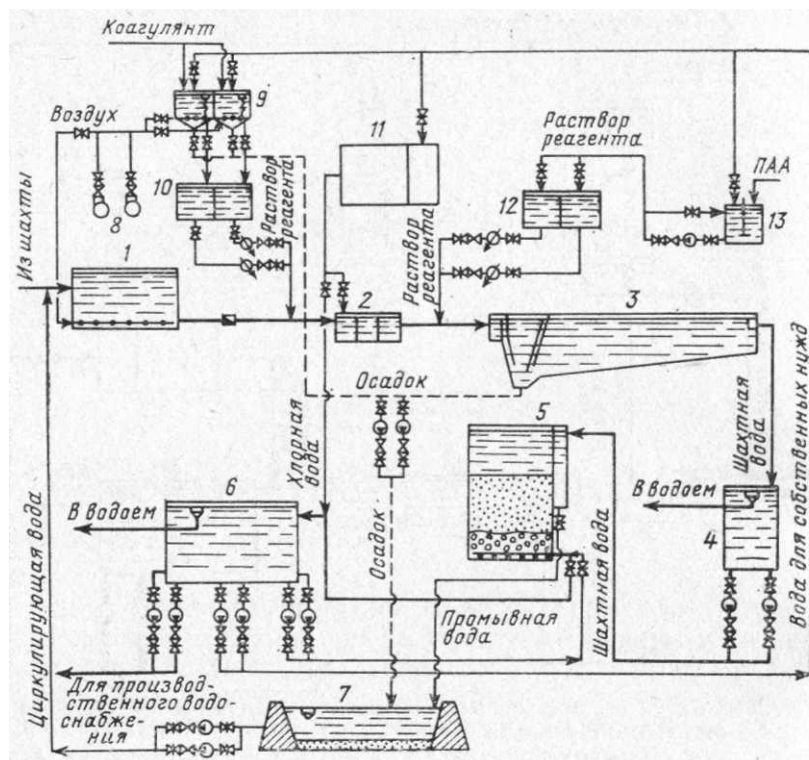 Коагулянт
9
Воздух
11
Раствор
реагента
ПАА
10
8
Раствор
реагента
12
13
Из шахты
1
Раствор
реагента
2
3
Осадок
5
Хлорная
вода
Шахтная
вода
6
В водоем
В водоем
4
Осадок
Промывная
вода
Шахтная вода
Вода для собственных нужд
Циркулирующая вода
Для производ-
ственного водо-
снабже-
ния
7